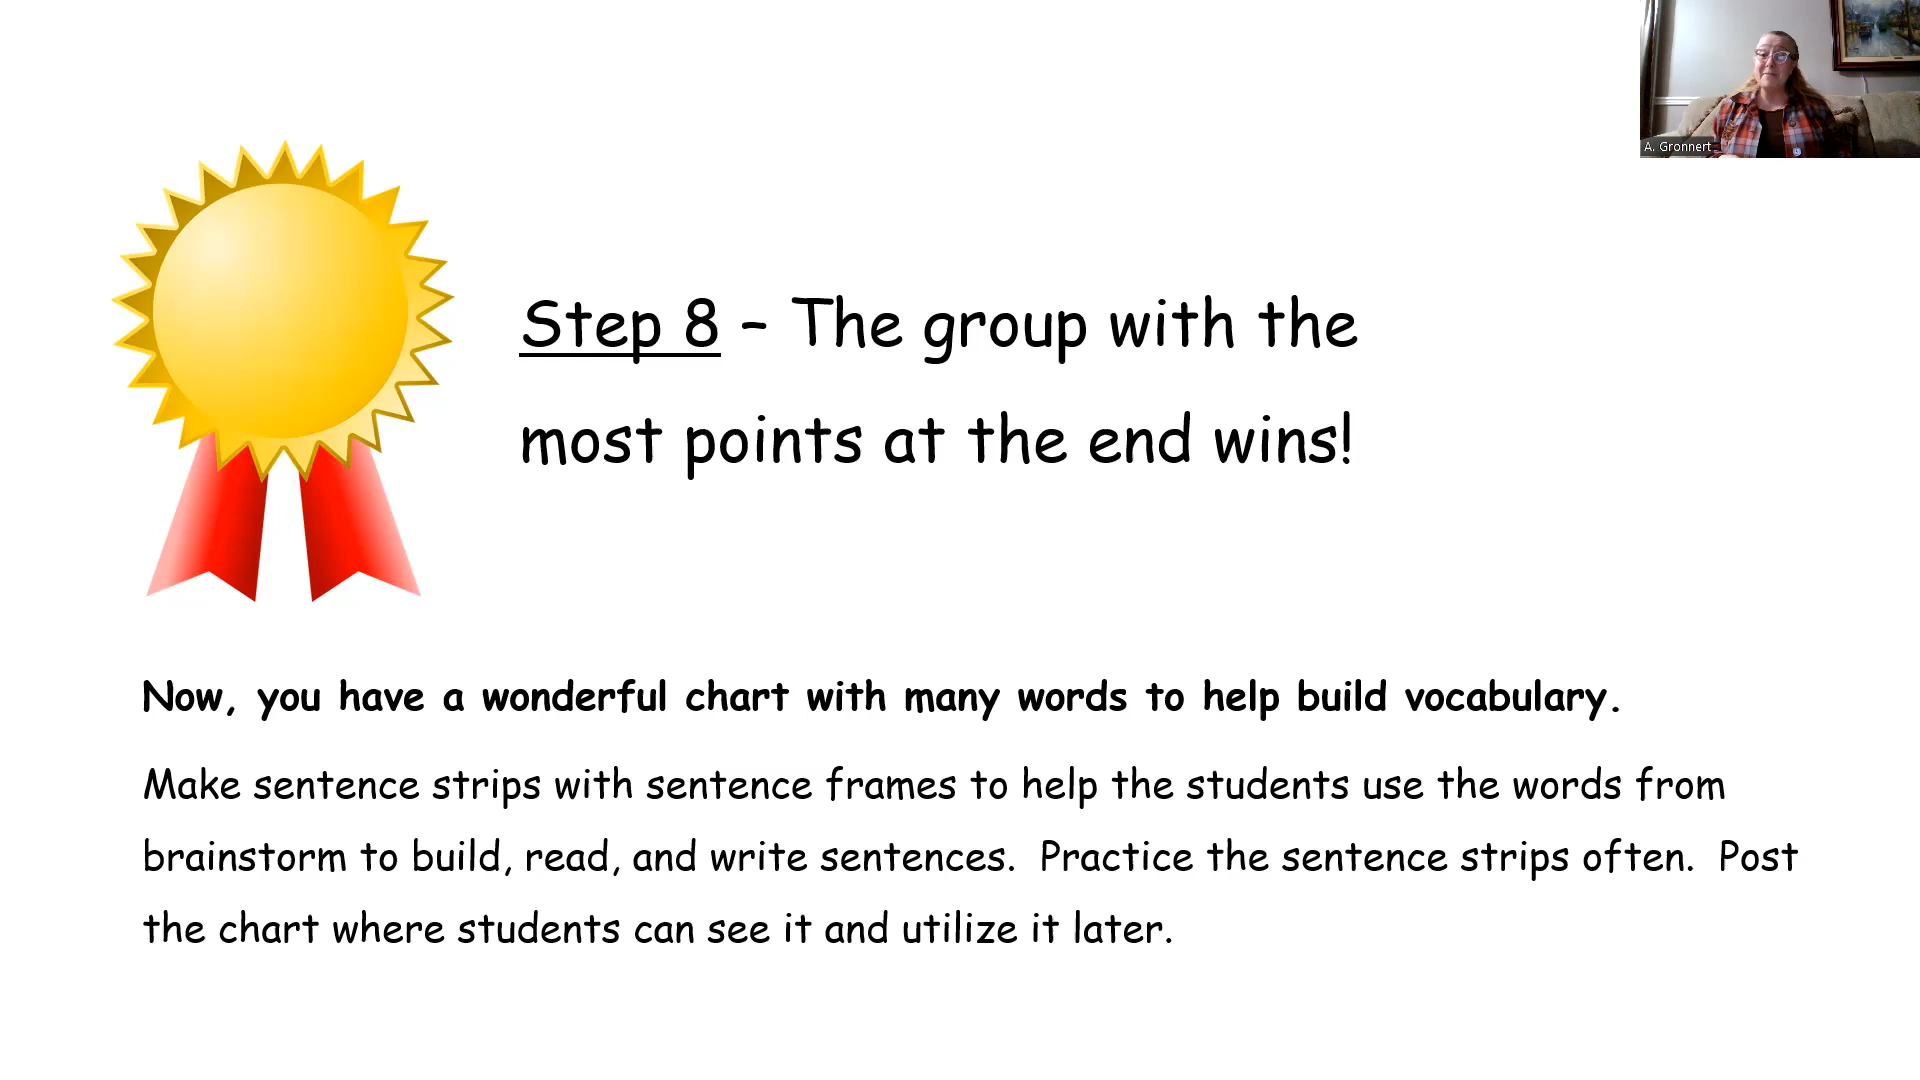 A. Gronnert
Step 8 – The group with the
most points at the end wins!
Now, you have a wonderful chart with many words to help build vocabulary.
Make sentence strips with sentence frames to help the students use the words from
brainstorm to build, read, and write sentences.  Practice the sentence strips often.  Post
the chart where students can see it and utilize it later.